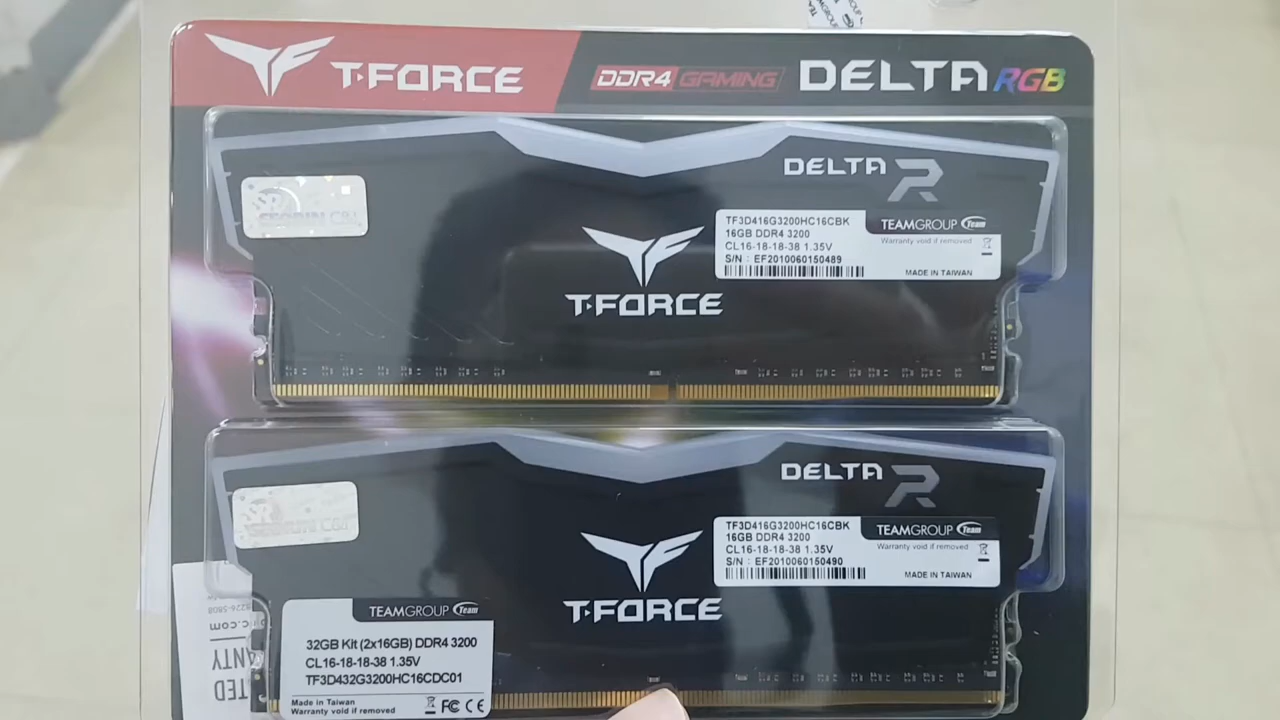 T-FORCE
DDR4 GAMING
DELTA RGB
DELTA R
TF3D416G3200HC16CBK
16GB DDR4 3200
CL16-18-18-38 1.35V
S/N : EF2010060150489
TEAMGROUP Team
Warranty void if removed
MADE IN TAIWAN
T-FORCE
DELTA R
TF3D416G3200HC16CBK
16GB DDR4 3200
CL16-18-18-38 1.35V
S/N : EF2010060150490
TEAMGROUP Team
Warranty void if removed
MADE IN TAIWAN
T-FORCE
TEAMGROUP Team
32GB Kit (2x16GB) DDR4 3200
CL16-18-18-38 1.35V
TF3D432G3200HC16CDC01
Made in Taiwan
Warranty void if removed
FC CE